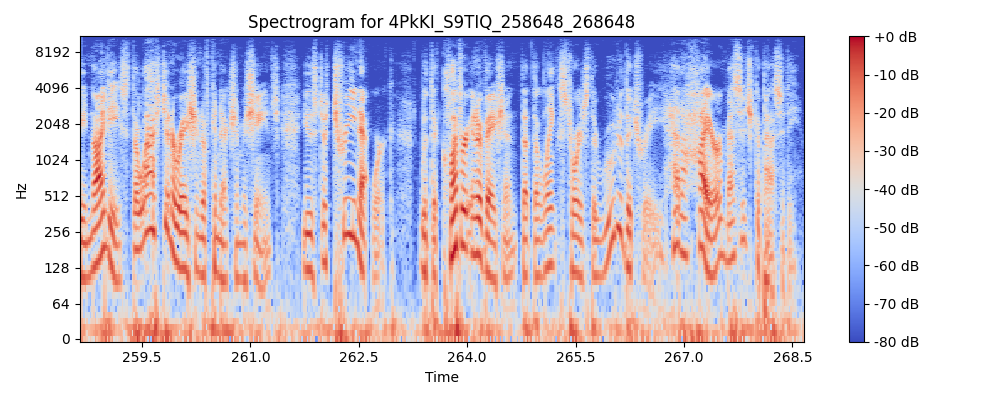 Spectrogram for 4PkKI_S9TIQ_258648_268648
8192
4096
2048
1024
512
256
128
64
0
Hz
259.5 261.0 262.5 264.0 265.5 267.0 268.5
Time
+0 dB
-10 dB
-20 dB
-30 dB
-40 dB
-50 dB
-60 dB
-70 dB
-80 dB